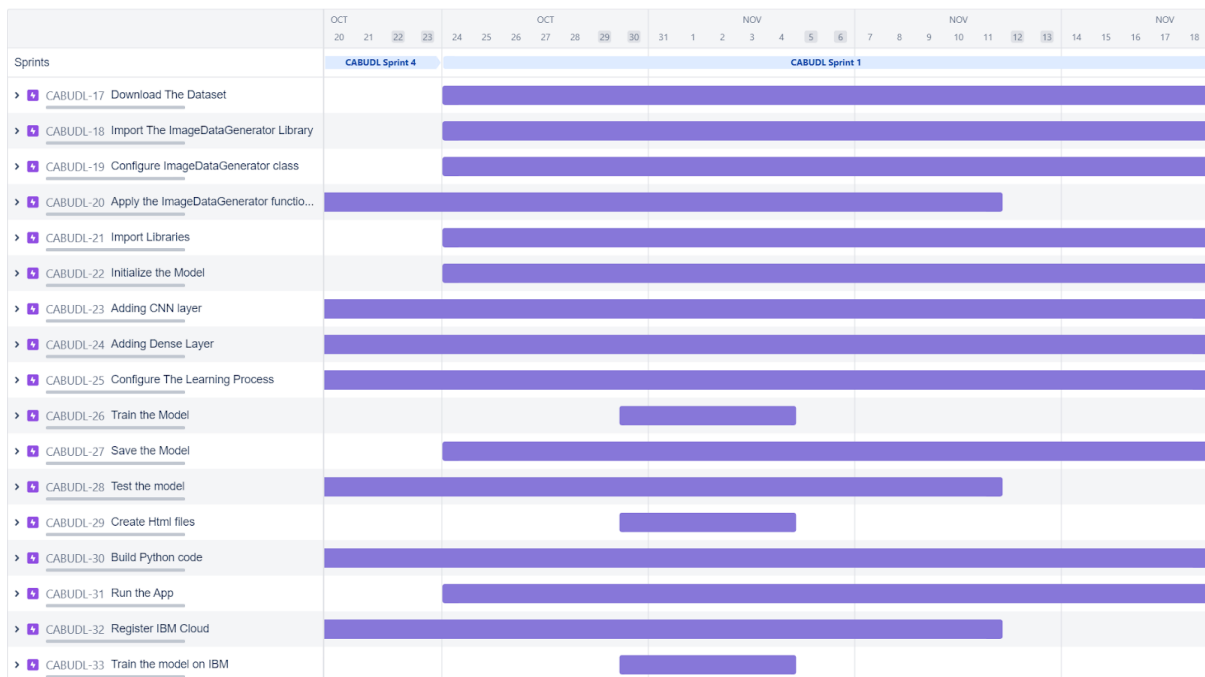 OCT OCT NOV NOV NOV
20 21 22 23 24 25 26 27 28 29 30 31 1 2 3 4 5 6 7 8 9 10 11 12 13 14 15 16 17 18
Sprints CABUDL Sprint 4 CABUDL Sprint 1
CABUDL-17 Download The Dataset
CABUDL-18 Import The ImageDataGenerator Library
CABUDL-19 Configure ImageDataGenerator class
CABUDL-20 Apply the ImageDataGenerator functio...
CABUDL-21 Import Libraries
CABUDL-22 Initialize the Model
CABUDL-23 Adding CNN layer
CABUDL-24 Adding Dense Layer
CABUDL-25 Configure The Learning Process
CABUDL-26 Train the Model
CABUDL-27 Save the Model
CABUDL-28 Test the model
CABUDL-29 Create Html files
CABUDL-30 Build Python code
CABUDL-31 Run the App
CABUDL-32 Register IBM Cloud
CABUDL-33 Train the model on IBM